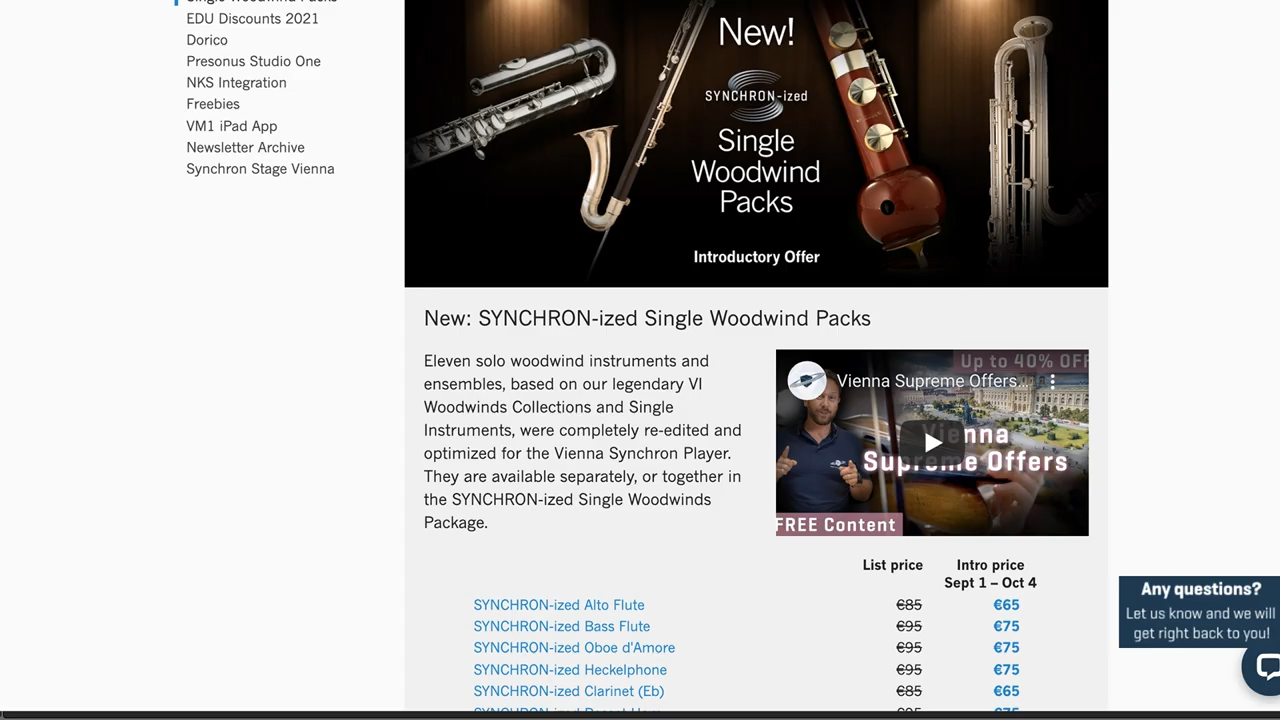 EDU Discounts 2021
Dorico
Presonus Studio One
NKS Integration
Freebies
VM1 iPad App
Newsletter Archive
Synchron Stage Vienna
New!
SYNCHRON-ized
Single
Woodwind
Packs
Introductory Offer
New: SYNCHRON-ized Single Woodwind Packs
Eleven solo woodwind instruments and
ensembles, based on our legendary VI
Woodwinds Collections and Single
Instruments, were completely re-edited and
optimized for the Vienna Synchron Player.
They are available separately, or together in
the SYNCHRON-ized Single Woodwinds
Package.
Up to 40% OFF
Vienna Supreme Offers...
Vienna
Supreme Offers
FREE Content
List price Intro price
Sept 1 – Oct 4
SYNCHRON-ized Alto Flute €85 €65
SYNCHRON-ized Bass Flute €95 €75
SYNCHRON-ized Oboe d'Amore €95 €75
SYNCHRON-ized Heckelphone €95 €75
SYNCHRON-ized Clarinet (Eb) €85 €65
Any questions?
Let us know and we will
get right back to you!